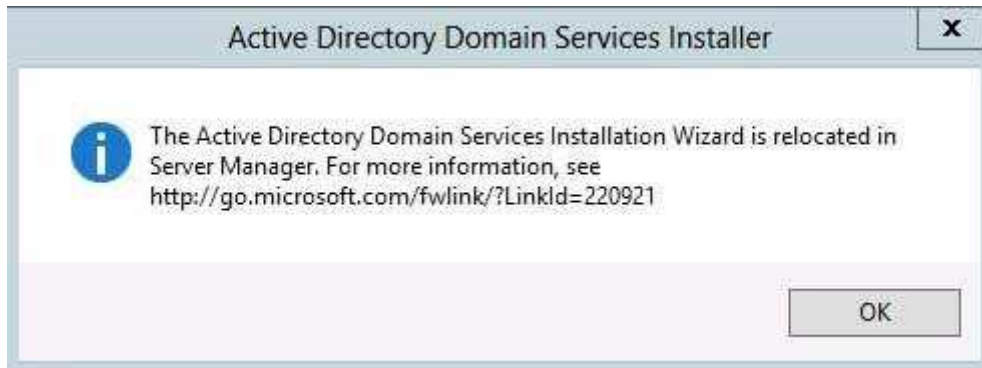 Active Directory Domain Services Installer
x
The Active Directory Domain Services Installation Wizard is relocated in
Server Manager. For more information, see
http://go.microsoft.com/fwlink/?LinkId=220921
OK